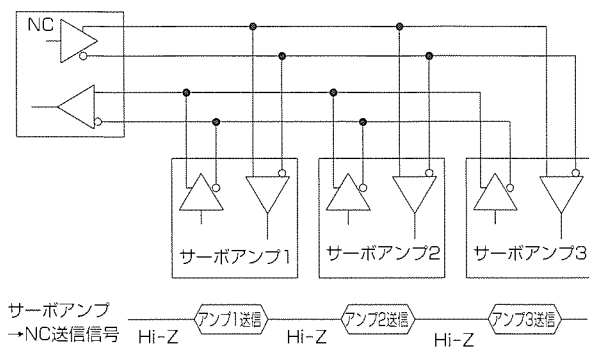 NC
サーボアンプ1
サーボアンプ2
サーボアンプ3
サーボアンプ
→NC送信信号
Hi-Z
アンプ1送信
Hi-Z
アンプ2送信
Hi-Z
アンプ3送信